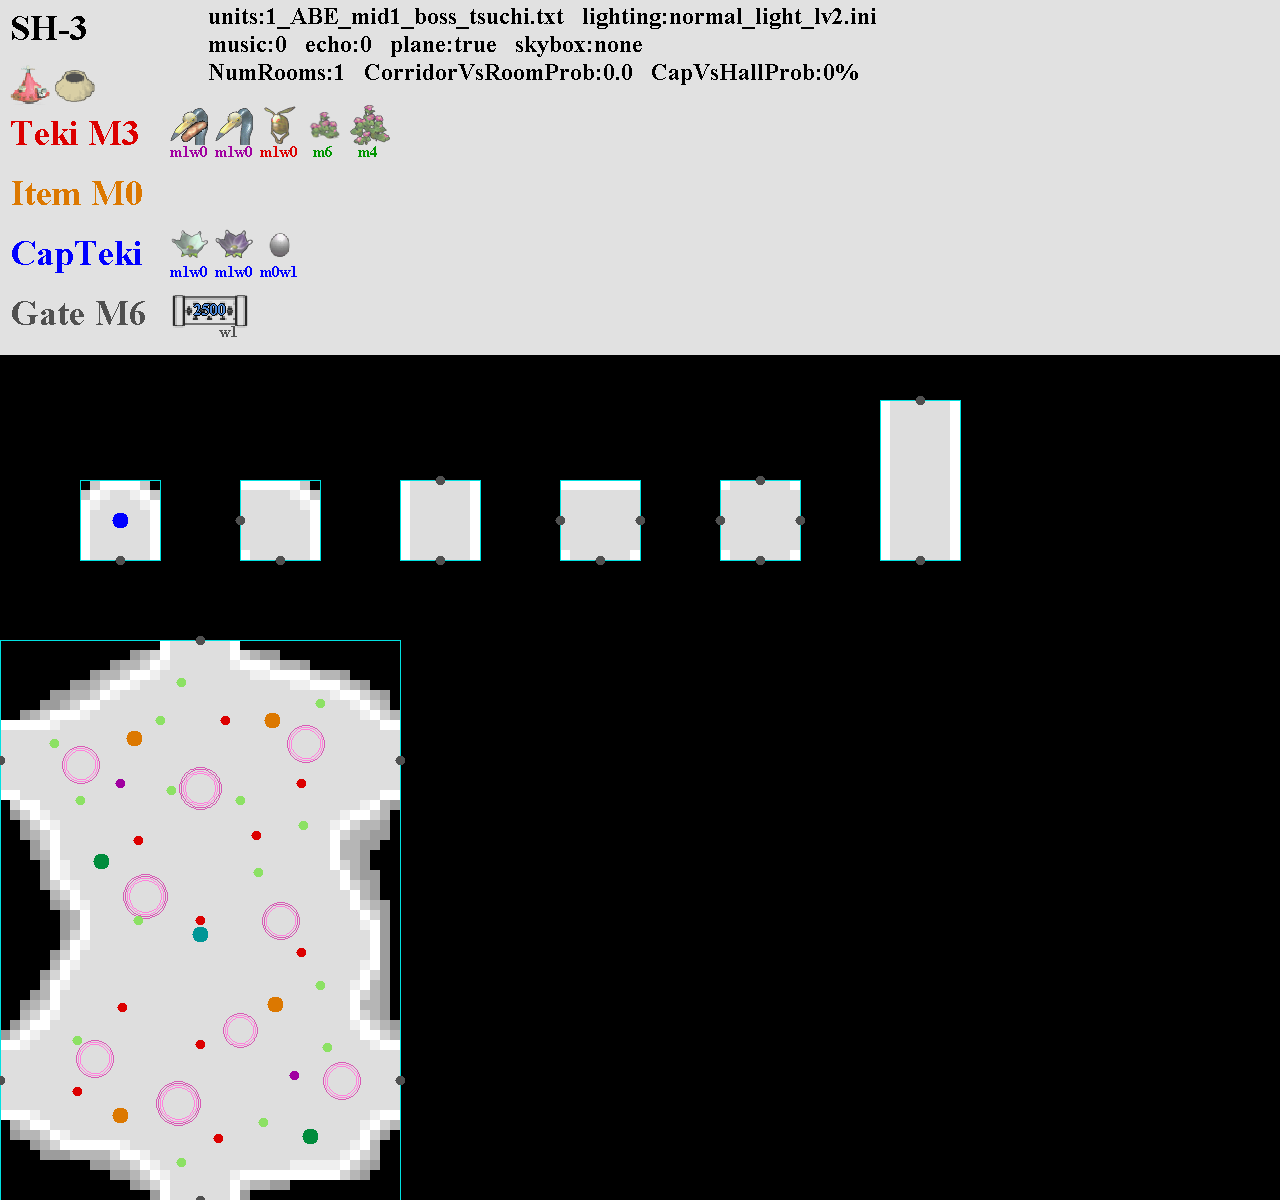 SH-3
units:1_ABE_mid1_boss_tsuchi.txt lighting:normal_light_lv2.ini
music:0 echo:0 plane:true skybox:none
NumRooms:1 CorridorVsRoomProb:0.0 CapVsHallProb:0%
Teki M3
m1w0 m1w0 m1w0 m6 m4
Item M0
CapTeki
m1w0 m1w0 m0w1
Gate M6
2500
w1